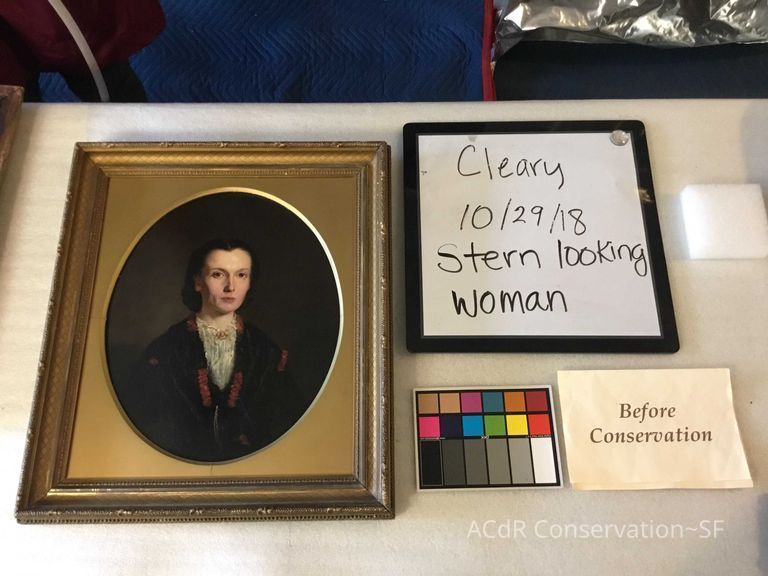 Cleary
10/29/18
Stern looking
woman
Before
Conservation
ACdR Conservation~SF